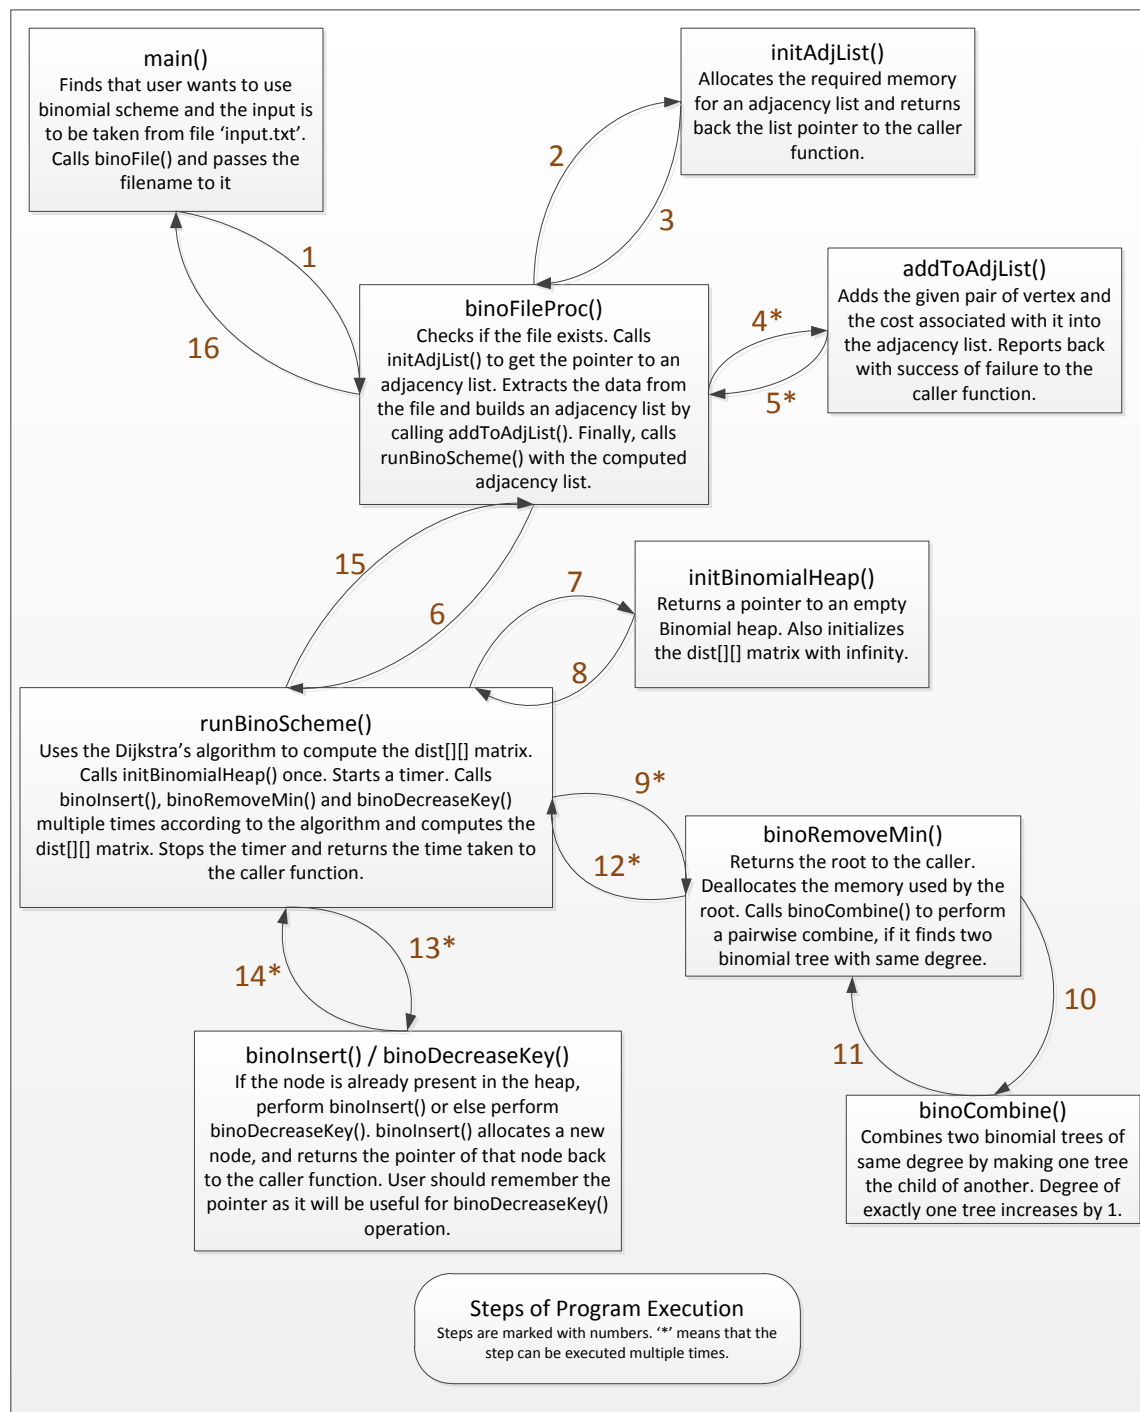 main()
Finds that user wants to use
binomial scheme and the input is
to be taken from file ‘input.txt’.
Calls binoFile() and passes the
filename to it
initAdjList()
Allocates the required memory
for an adjacency list and returns
back the list pointer to the caller
function.
2
3
1
16
binoFileProc()
Checks if the file exists. Calls
initAdjList() to get the pointer to an
adjacency list. Extracts the data from
the file and builds an adjacency list by
calling addToAdjList(). Finally, calls
runBinoScheme() with the computed
adjacency list.
4*
5*
addToAdjList()
Adds the given pair of vertex and
the cost associated with it into
the adjacency list. Reports back
with success of failure to the
caller function.
15
6
7
8
initBinomialHeap()
Returns a pointer to an empty
Binomial heap. Also initializes
the dist[][] matrix with infinity.
runBinoScheme()
Uses the Dijkstra’s algorithm to compute the dist[][] matrix.
Calls initBinomialHeap() once. Starts a timer. Calls
binoInsert(), binoRemoveMin() and binoDecreaseKey()
multiple times according to the algorithm and computes the
dist[][] matrix. Stops the timer and returns the time taken to
the caller function.
9*
12*
binoRemoveMin()
Returns the root to the caller.
Deallocates the memory used by the
root. Calls binoCombine() to perform
a pairwise combine, if it finds two
binomial tree with same degree.
13*
14*
10
11
binoInsert() / binoDecreaseKey()
If the node is already present in the heap,
perform binoInsert() or else perform
binoDecreaseKey(). binoInsert() allocates a new
node, and returns the pointer of that node back
to the caller function. User should remember the
pointer as it will be useful for binoDecreaseKey()
operation.
binoCombine()
Combines two binomial trees of
same degree by making one tree
the child of another. Degree of
exactly one tree increases by 1.
Steps of Program Execution
Steps are marked with numbers. ‘*’ means that the
step can be executed multiple times.